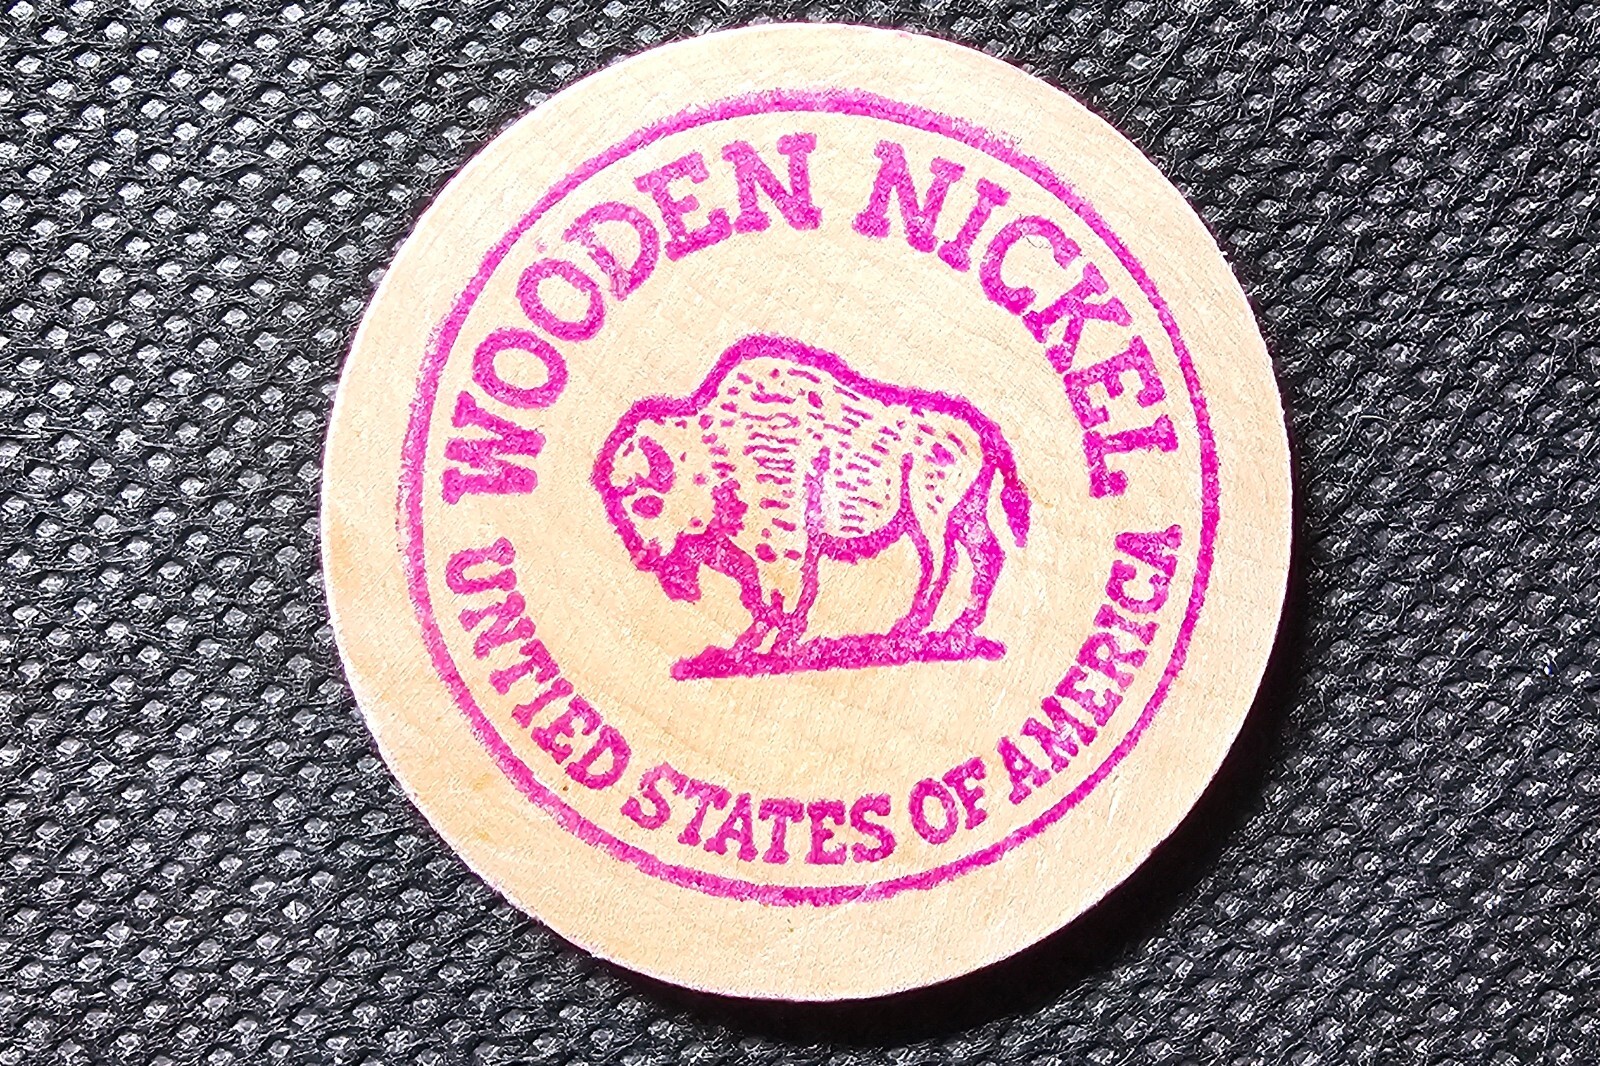 WOODEN NICKEL
UNTIED STATES OF AMERICA